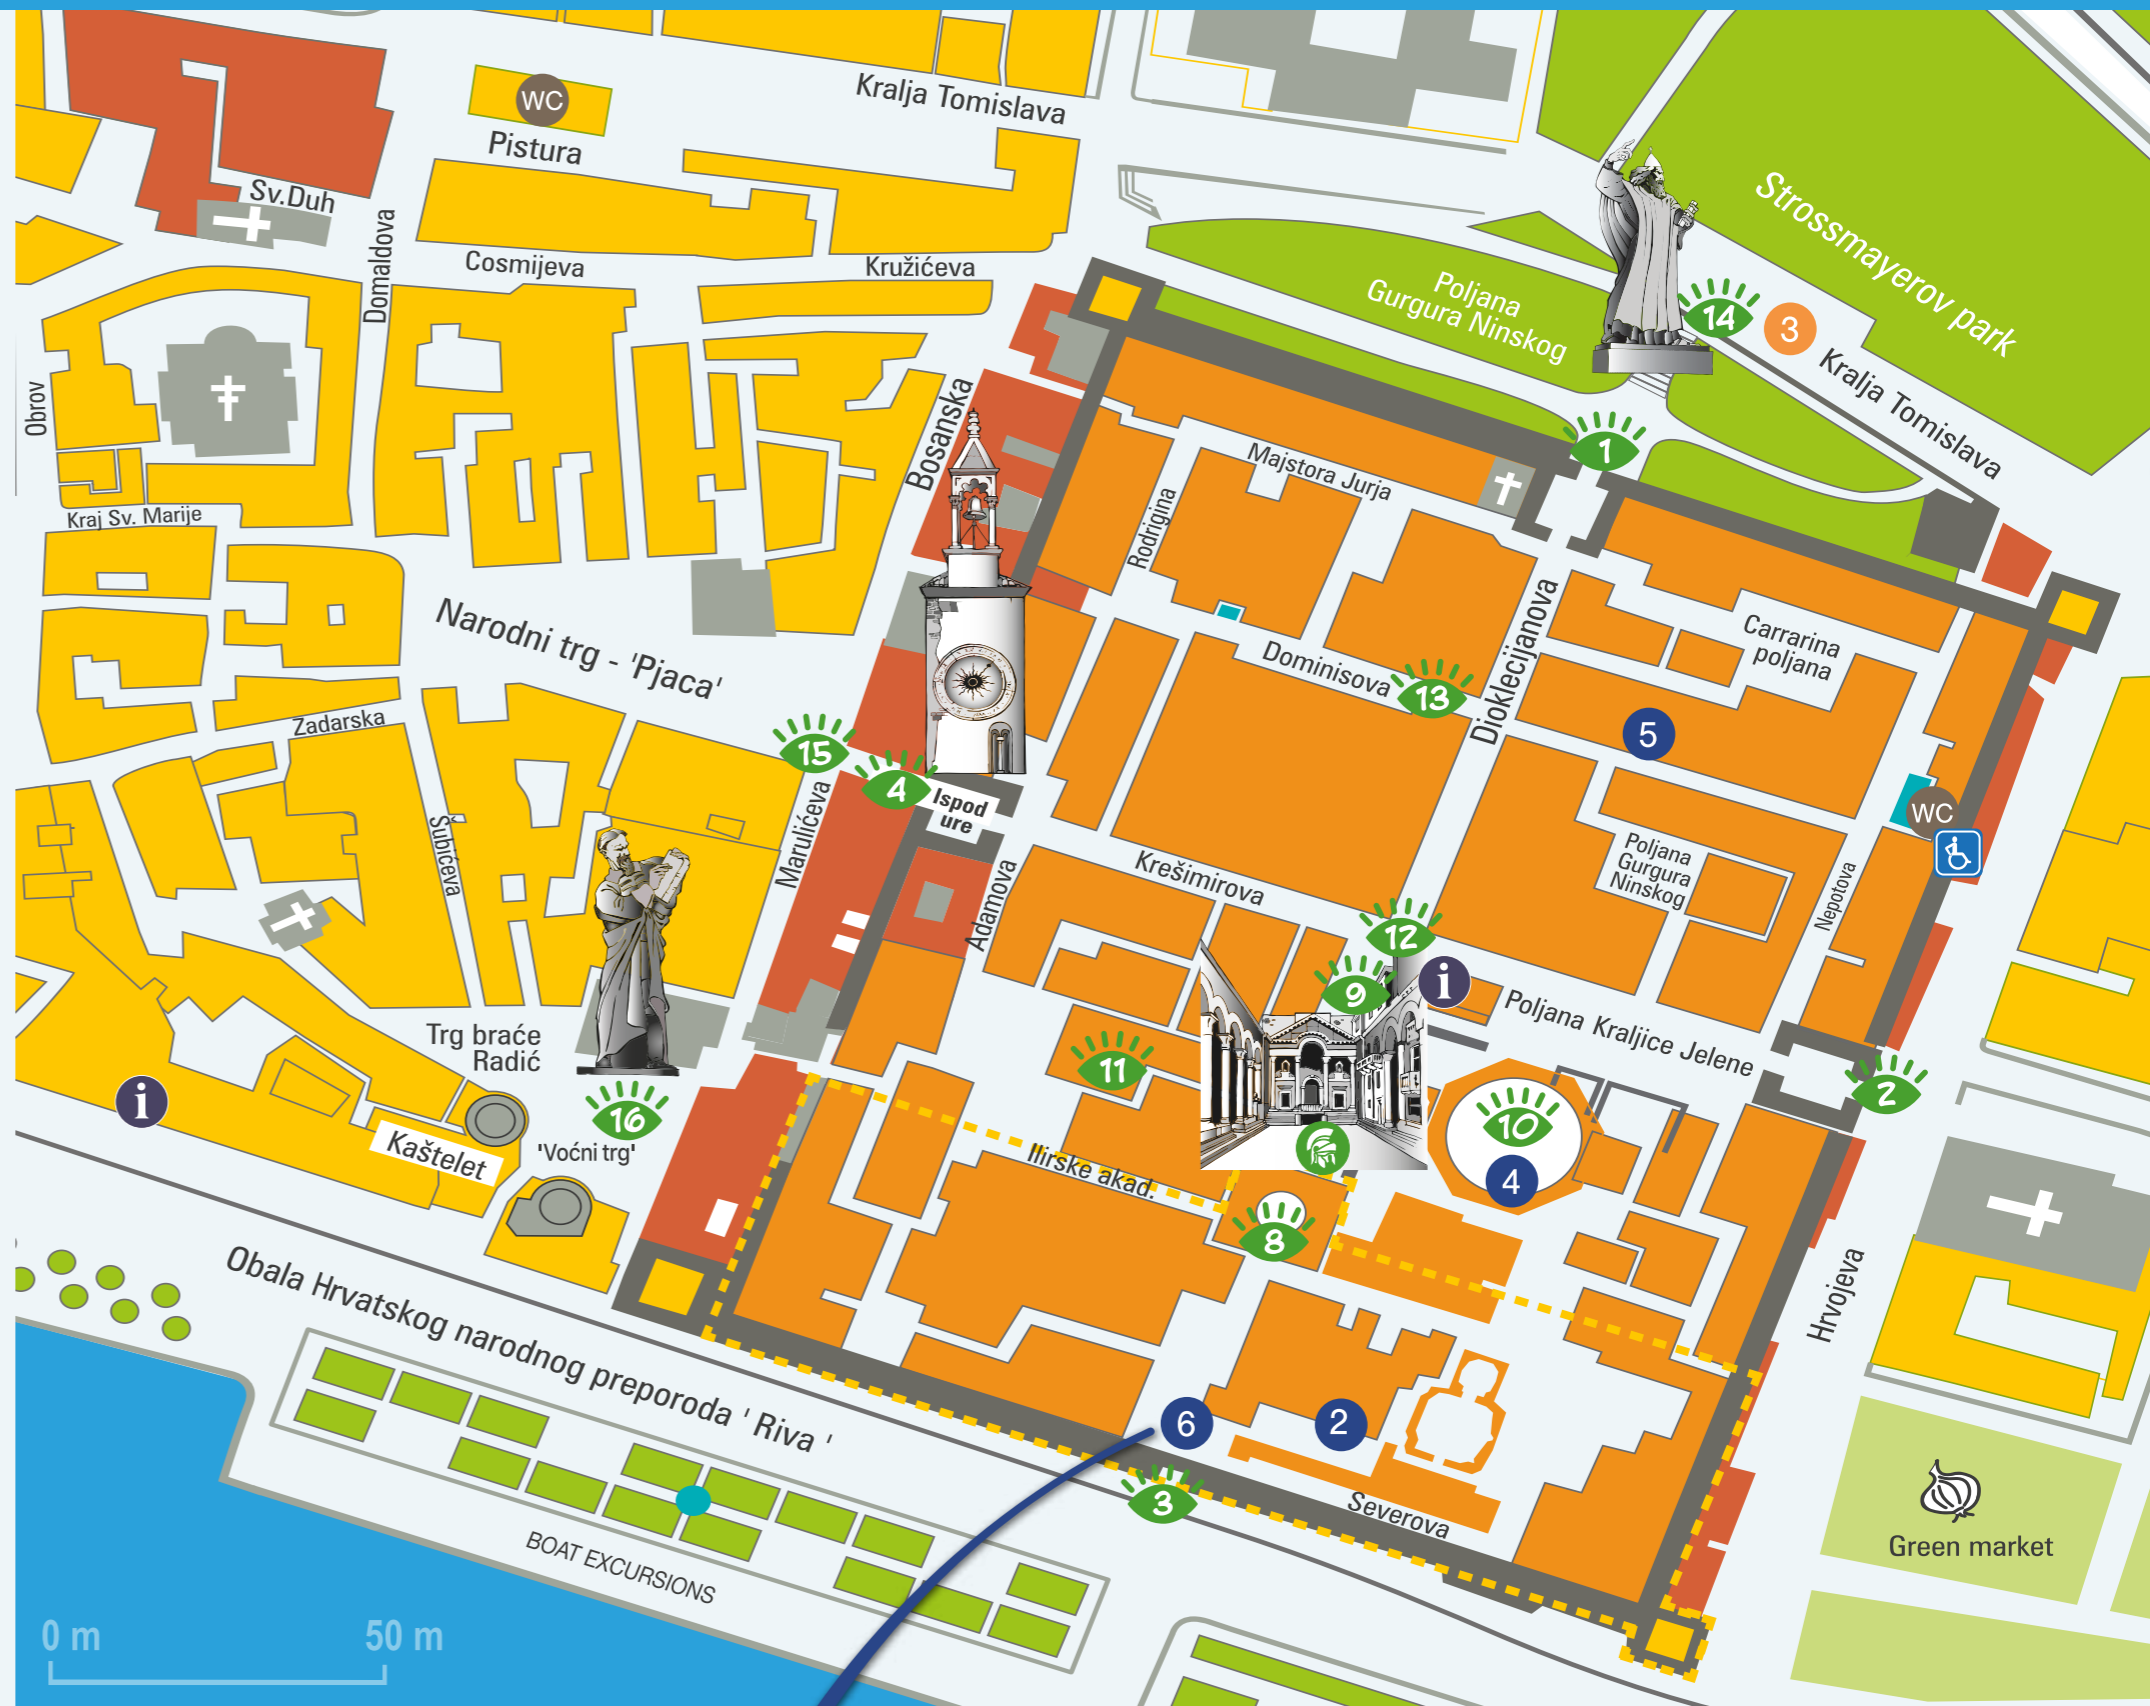 Kralja Tomislava
WC
Pistura
Sv.Duh
Domaldova
Cosmijeva
Kružićeva
Strossmayerov park
Poljana
Gurgura Ninskog
14
3
Kralja Tomislava
Obrov
Bosanska
1
Majstora Jurja
Rodrigina
Kraj Sv. Marije
Narodni trg - 'Pjaca'
Dioklecijanova
Carrarina
poljana
Dominisova
13
Zadarska
5
15
4
Ispod
ure
WC
Marulićeva
Šubićeva
Poljana
Gurgura
Ninskog
Krešimirova
Adamova
Nepotova
12
9
i
Poljana Kraljice Jelene
Trg braće
Radić
11
2
i
16
10
Kaštelet
'Voćni trg'
Ilirske akad.
4
8
Obala Hrvatskog narodnog preporoda ' Riva '
Hrvojeva
6
2
3
Severova
Green market
BOAT EXCURSIONS
0 m
50 m